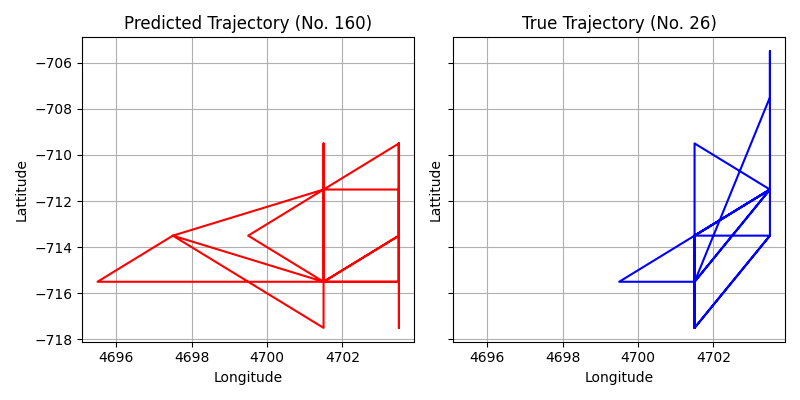 Predicted Trajectory (No. 160)
True Trajectory (No. 26)
Lattitude
−706
−708
−710
−712
−714
−716
−718
4696
4698
4700
4702
Longitude
Lattitude
4696
4698
4700
4702
Longitude